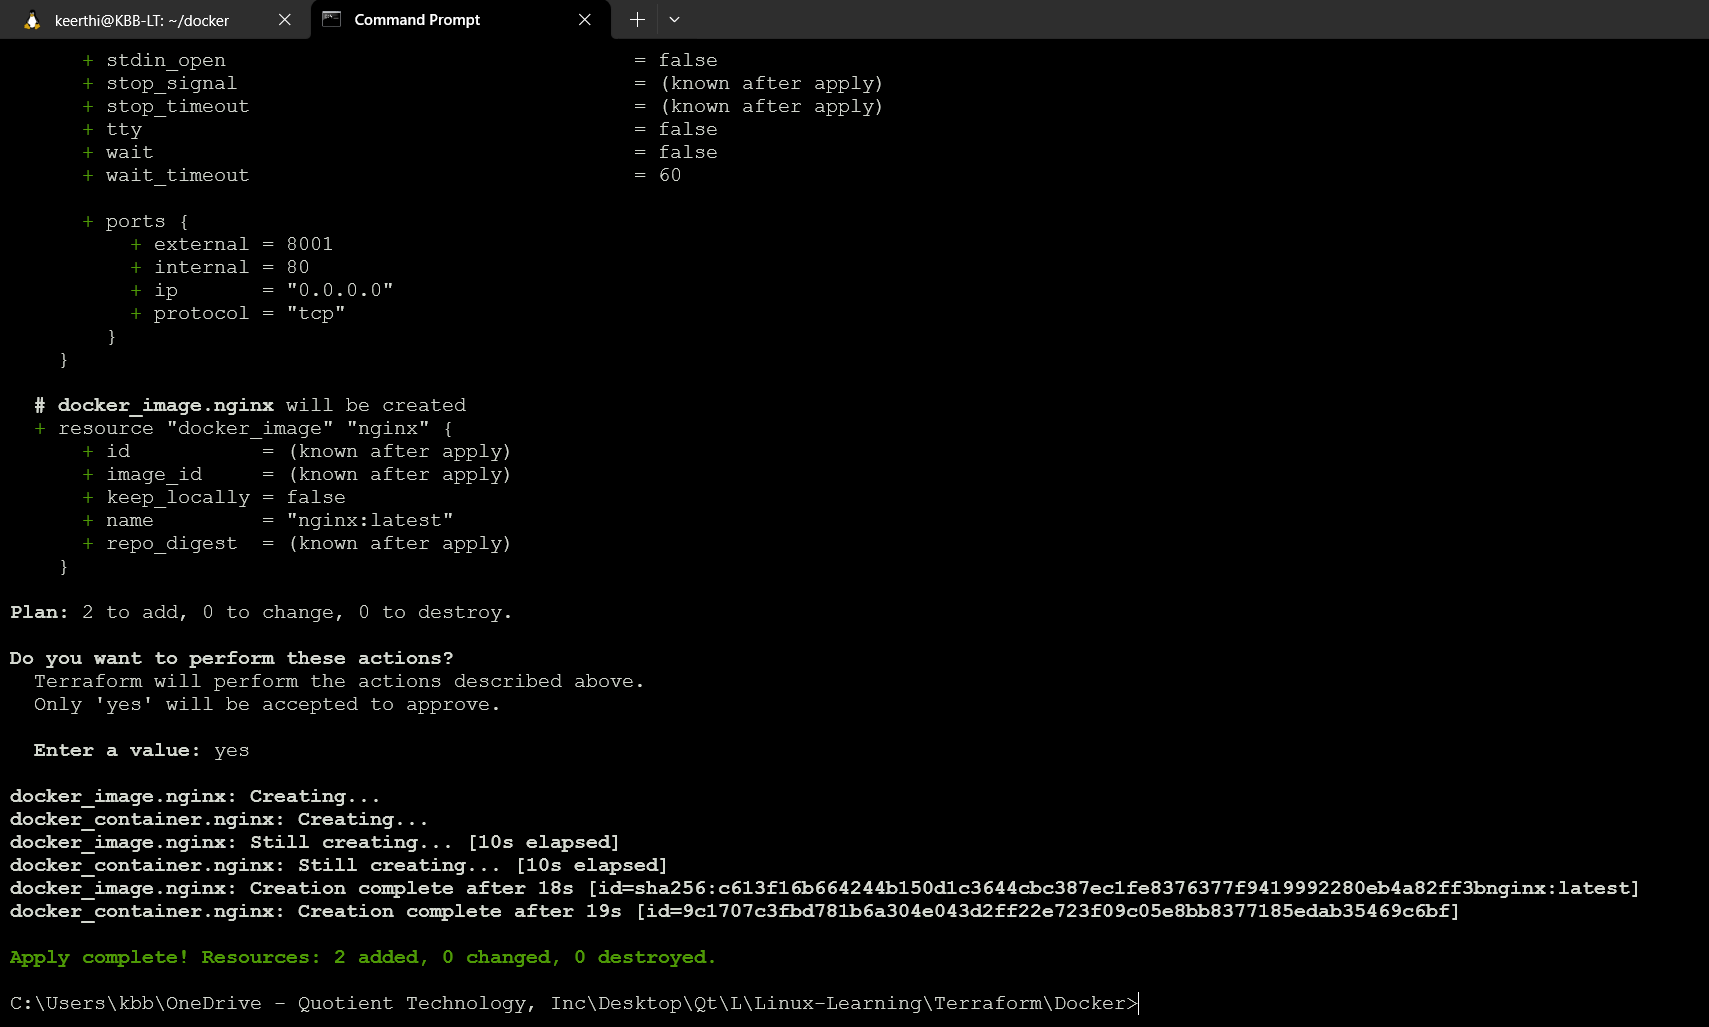 keerthi@KBB-LT: ~/docker
Command Prompt
+ stdin_open = false
+ stop_signal = (known after apply)
+ stop_timeout = (known after apply)
+ tty = false
+ wait = false
+ wait_timeout = 60
+ ports {
+ external = 8001
+ internal = 80
+ ip = "0.0.0.0"
+ protocol = "tcp"
}
}
# docker_image.nginx will be created
+ resource "docker_image" "nginx" {
+ id = (known after apply)
+ image_id = (known after apply)
+ keep_locally = false
+ name = "nginx:latest"
+ repo_digest = (known after apply)
}
Plan: 2 to add, 0 to change, 0 to destroy.
Do you want to perform these actions?
Terraform will perform the actions described above.
Only 'yes' will be accepted to approve.
Enter a value: yes
docker_image.nginx: Creating...
docker_container.nginx: Creating...
docker_image.nginx: Still creating... [10s elapsed]
docker_container.nginx: Still creating... [10s elapsed]
docker_image.nginx: Creation complete after 18s [id=sha256:c613f16b664244b150d1c3644cbc387ec1fe8376377f9419992280eb4a82ff3bnginx:latest]
docker_container.nginx: Creation complete after 19s [id=9c1707c3fbd781b6a304e043d2ff22e723f09c05e8bb8377185edab35469c6bf]
Apply complete! Resources: 2 added, 0 changed, 0 destroyed.
C:\Users\kbb\OneDrive - Quotient Technology, Inc\Desktop\Qt\L\Linux-Learning\Terraform\Docker>